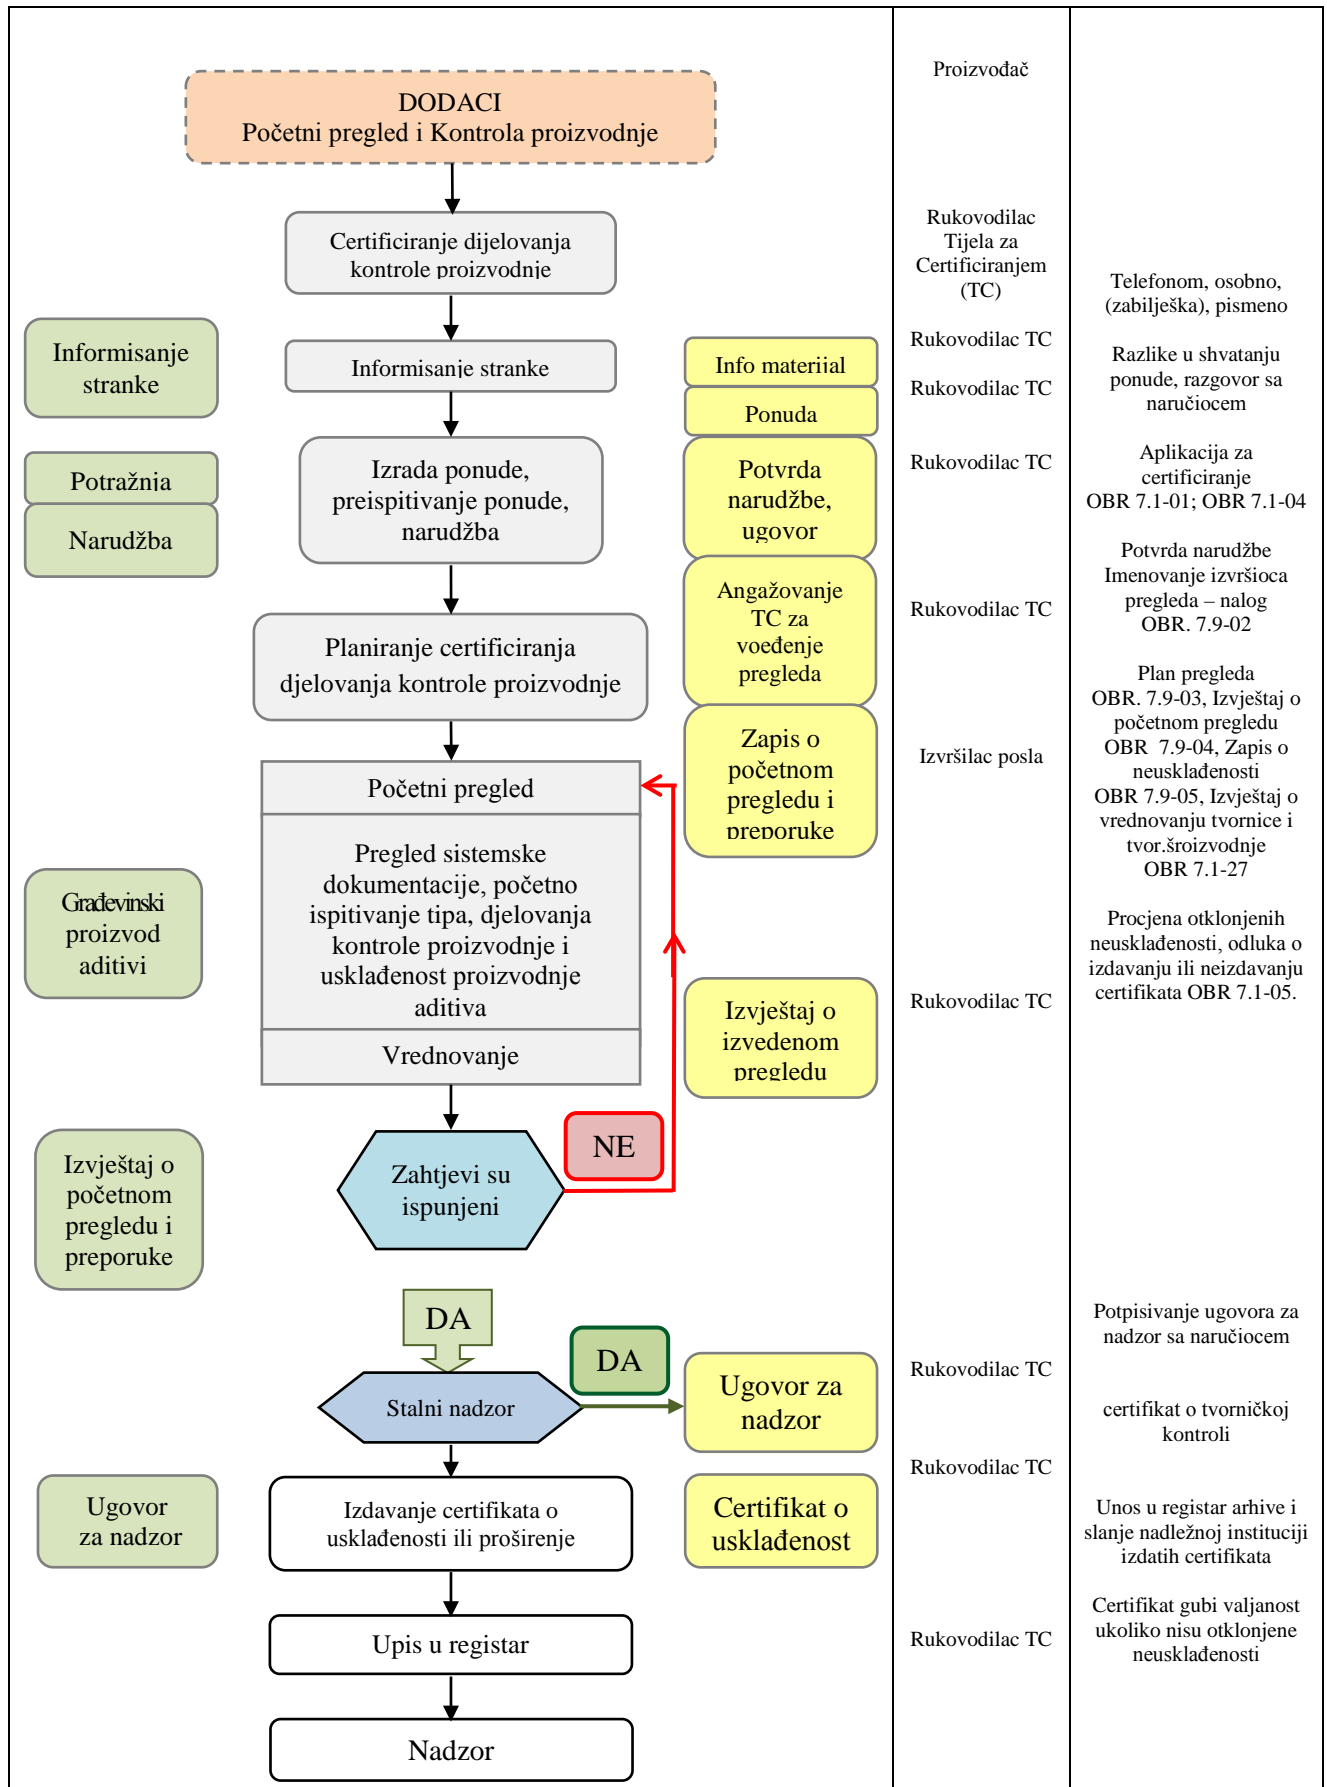 DODACI
Početni pregled i Kontrola proizvodnje
Proizvođač
Certificiranje dijelovanja
kontrole proizvodnje
Rukovodilac
Tijela za
Certificiranjem
(TC)
Telefonom, osobno,
(zabilješka), pismeno
Informisanje
stranke
Informisanje stranke
Info materijal
Rukovodilac TC
Razlike u shvatanju
ponude, razgovor sa
naručiocem
Ponuda
Rukovodilac TC
Potražnja
Narudžba
Izrada ponude,
preispitivanje ponude,
narudžba
Potvrda
narudžbe,
ugovor
Rukovodilac TC
Aplikacija za
certificiranje
OBR 7.1-01; OBR 7.1-04
Potvrda narudžbe
Imenovanje izvršioca
pregleda – nalog
OBR. 7.9-02
Planiranje certificiranja
djelovanja kontrole proizvodnje
Angažovanje
TC za
voeđenje
pregleda
Rukovodilac TC
Plan pregleda
OBR. 7.9-03, Izvještaj o
početnom pregledu
OBR 7.9-04, Zapis o
neusklađenosti
OBR 7.9-05, Izvještaj o
vrednovanju tvornice i
tvor.šroizvodnje
OBR 7.1-27
Početni pregled
Zapis o
početnom
pregledu i
preporuke
Izvršilac posla
Građevinski
proizvod
aditivi
Pregled sistemske
dokumentacije, početno
ispitivanje tipa, djelovanja
kontrole proizvodnje i
usklađenost proizvodnje
aditiva
Procjena otklonjenih
neusklađenosti, odluka o
izdavanju ili neizdavanju
certifikata OBR 7.1-05.
Vrednovanje
Izvještaj o
izvedenom
pregledu
Rukovodilac TC
Izvještaj o
početnom
pregledu i
preporuke
Zahtjevi su
ispunjeni
NE
DA
DA
Stalni nadzor
Ugovor za
nadzor
Rukovodilac TC
Potpisivanje ugovora za
nadzor sa naručiocem
certifikat o tvorničkoj
kontroli
Ugovor
za nadzor
Izdavanje certifikata o
usklađenosti ili proširenje
Certifikat o
usklađenost
Rukovodilac TC
Unos u registar arhive i
slanje nadležnoj instituciji
izdatih certifikata
Upis u registar
Rukovodilac TC
Certifikat gubi valjanost
ukoliko nisu otklonjene
neusklađenosti
Nadzor